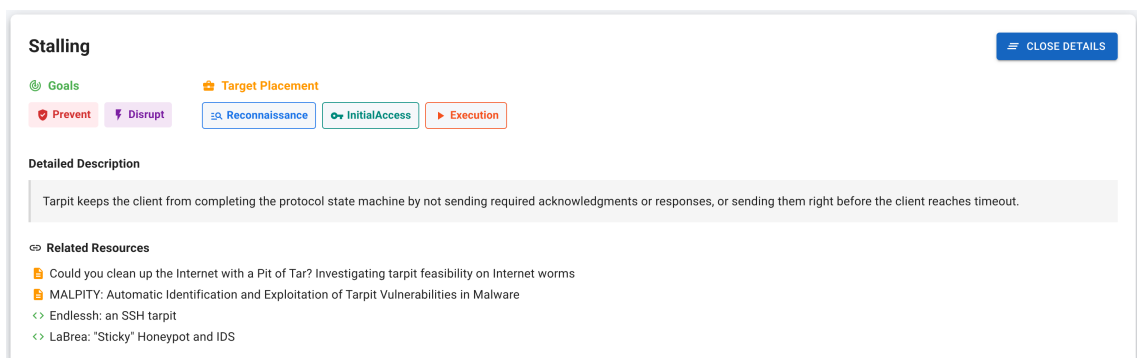 Stalling
CLOSE DETAILS
Goals
Target Placement
Prevent
Disrupt
Reconnaissance
InitialAccess
Execution
Detailed Description
Tarpit keeps the client from completing the protocol state machine by not sending required acknowledgments or responses, or sending them right before the client reaches timeout.
Related Resources
Could you clean up the Internet with a Pit of Tar? Investigating tarpit feasibility on Internet worms
MALPITY: Automatic Identification and Exploitation of Tarpit Vulnerabilities in Malware
Endlessh: an SSH tarpit
LaBrea: "Sticky" Honeypot and IDS